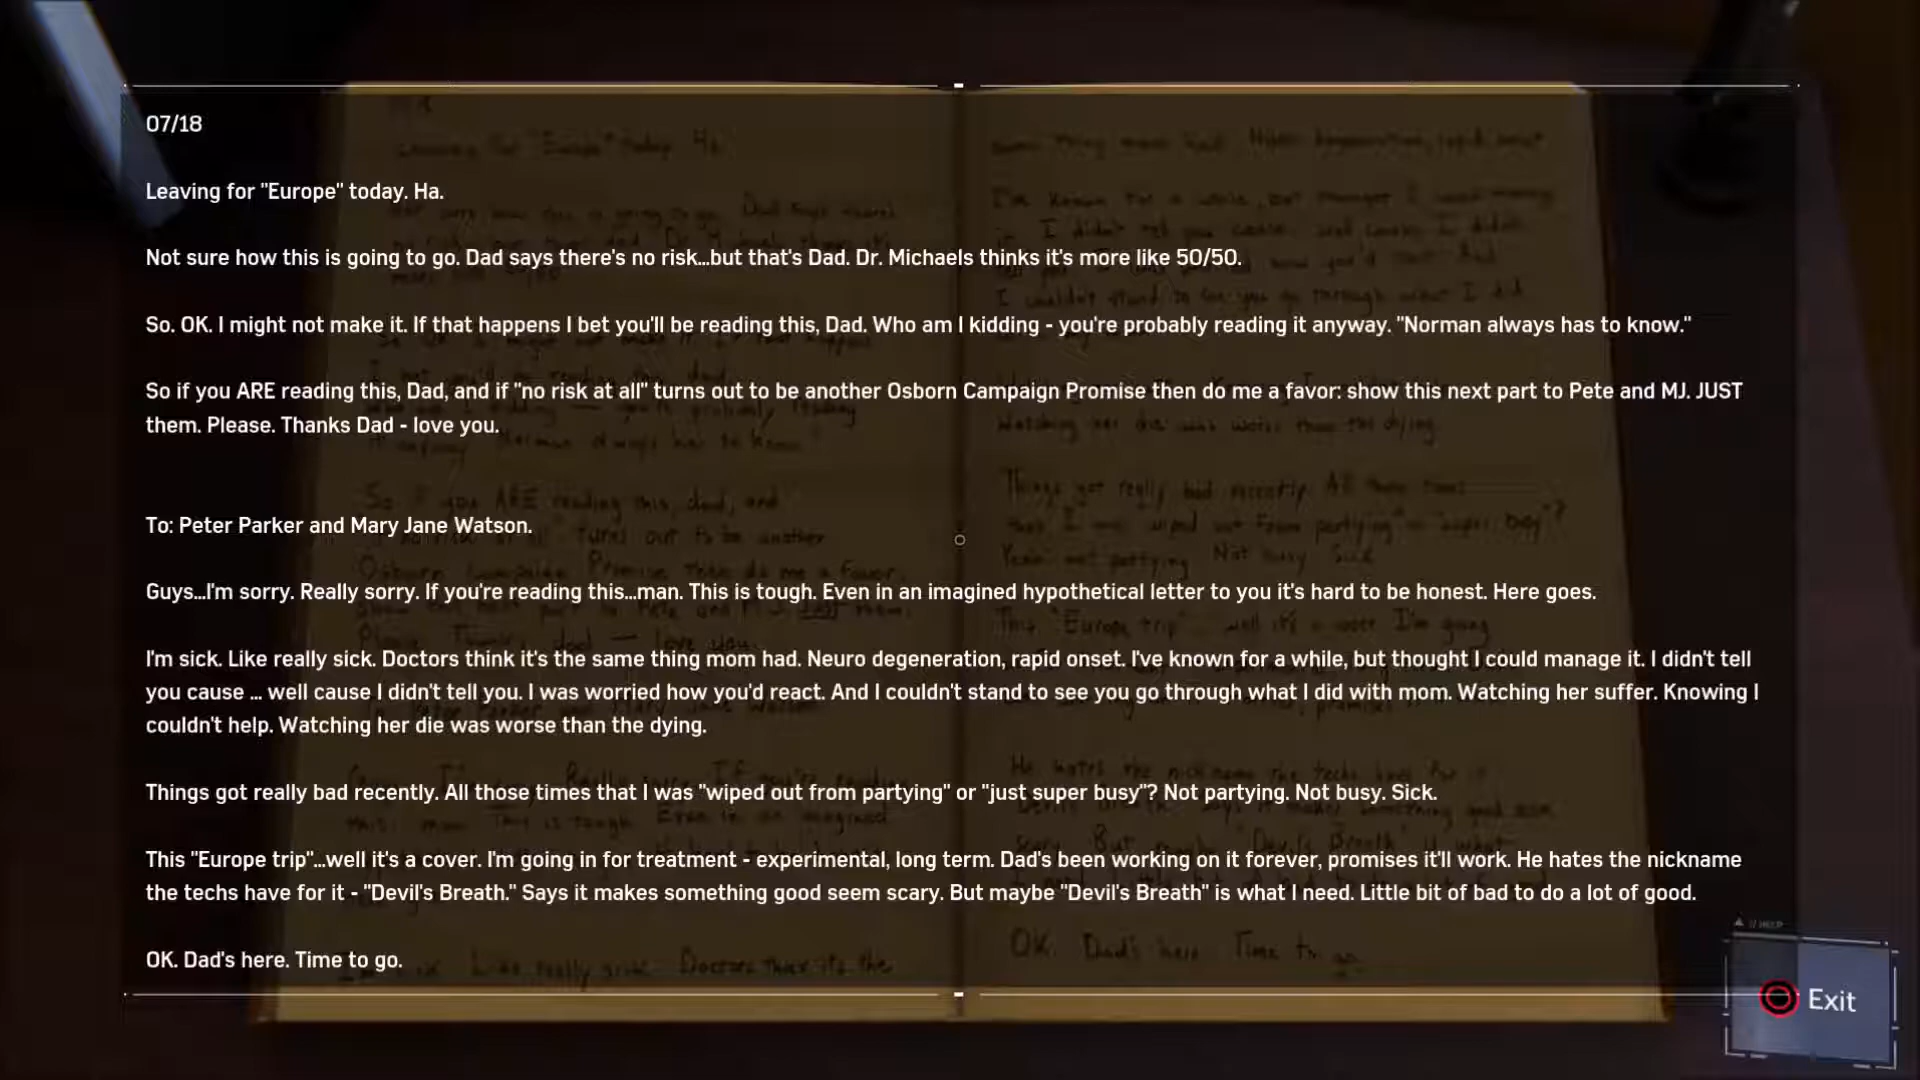 07/18
Leaving for "Europe" today. Ha.
Not sure how this is going to go. Dad says there's no risk...but that's Dad. Dr. Michaels thinks it's more like 50/50.
So. OK. I might not make it. If that happens I bet you'll be reading this, Dad. Who am I kidding - you're probably reading it anyway. "Norman always has to know."
So if you ARE reading this, Dad, and if "no risk at all" turns out to be another Osborn Campaign Promise then do me a favor: show this next part to Pete and MJ. JUST
them. Please. Thanks Dad - love you.
To: Peter Parker and Mary Jane Watson.
Guys...I'm sorry. Really sorry. If you're reading this...man. This is tough. Even in an imagined hypothetical letter to you it's hard to be honest. Here goes.
I'm sick. Like really sick. Doctors think it's the same thing mom had. Neuro degeneration, rapid onset. I've known for a while, but thought I could manage it. I didn't tell
you cause ... well cause I didn't tell you. I was worried how you'd react. And I couldn't stand to see you go through what I did with mom. Watching her suffer. Knowing I
couldn't help. Watching her die was worse than the dying.
Things got really bad recently. All those times that I was "wiped out from partying" or "just super busy"? Not partying. Not busy. Sick.
This "Europe trip"...well it's a cover. I'm going in for treatment - experimental, long term. Dad's been working on it forever, promises it'll work. He hates the nickname
the techs have for it - "Devil's Breath." Says it makes something good seem scary. But maybe "Devil's Breath" is what I need. Little bit of bad to do a lot of good.
OK. Dad's here. Time to go.
Exit